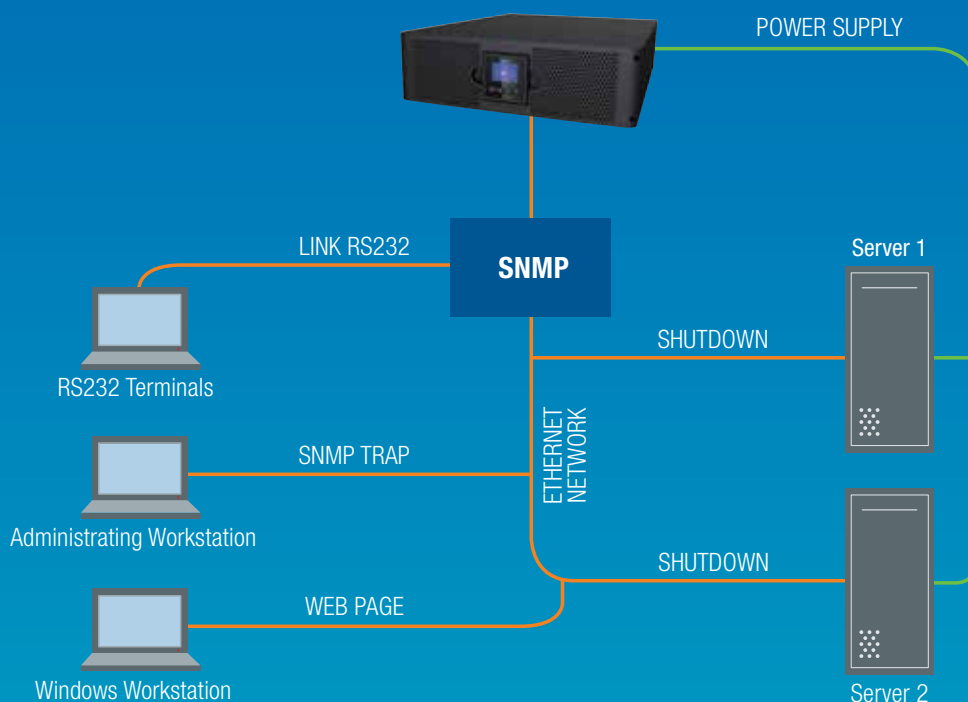 POWER SUPPLY
LINK RS232
SNMP
Server 1
SHUTDOWN
RS232 Terminals
ETHERNET
NETWORK
SNMP TRAP
Administrating Workstation
SHUTDOWN
WEB PAGE
Windows Workstation
Server 2